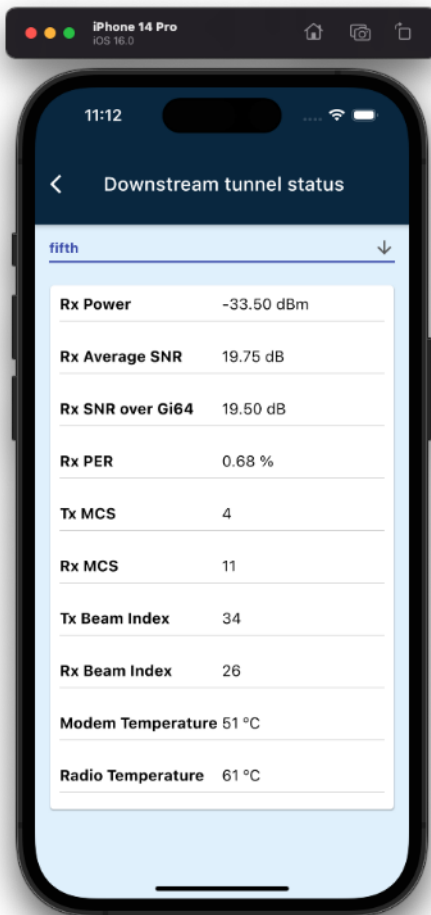 iPhone 14 Pro
iOS 16.0
11:12
Downstream tunnel status
fifth
Rx Power -33.50 dBm
Rx Average SNR 19.75 dB
Rx SNR over Gi64 19.50 dB
Rx PER 0.68 %
Tx MCS 4
Rx MCS 11
Tx Beam Index 34
Rx Beam Index 26
Modem Temperature 51 ºC
Radio Temperature 61 ºC